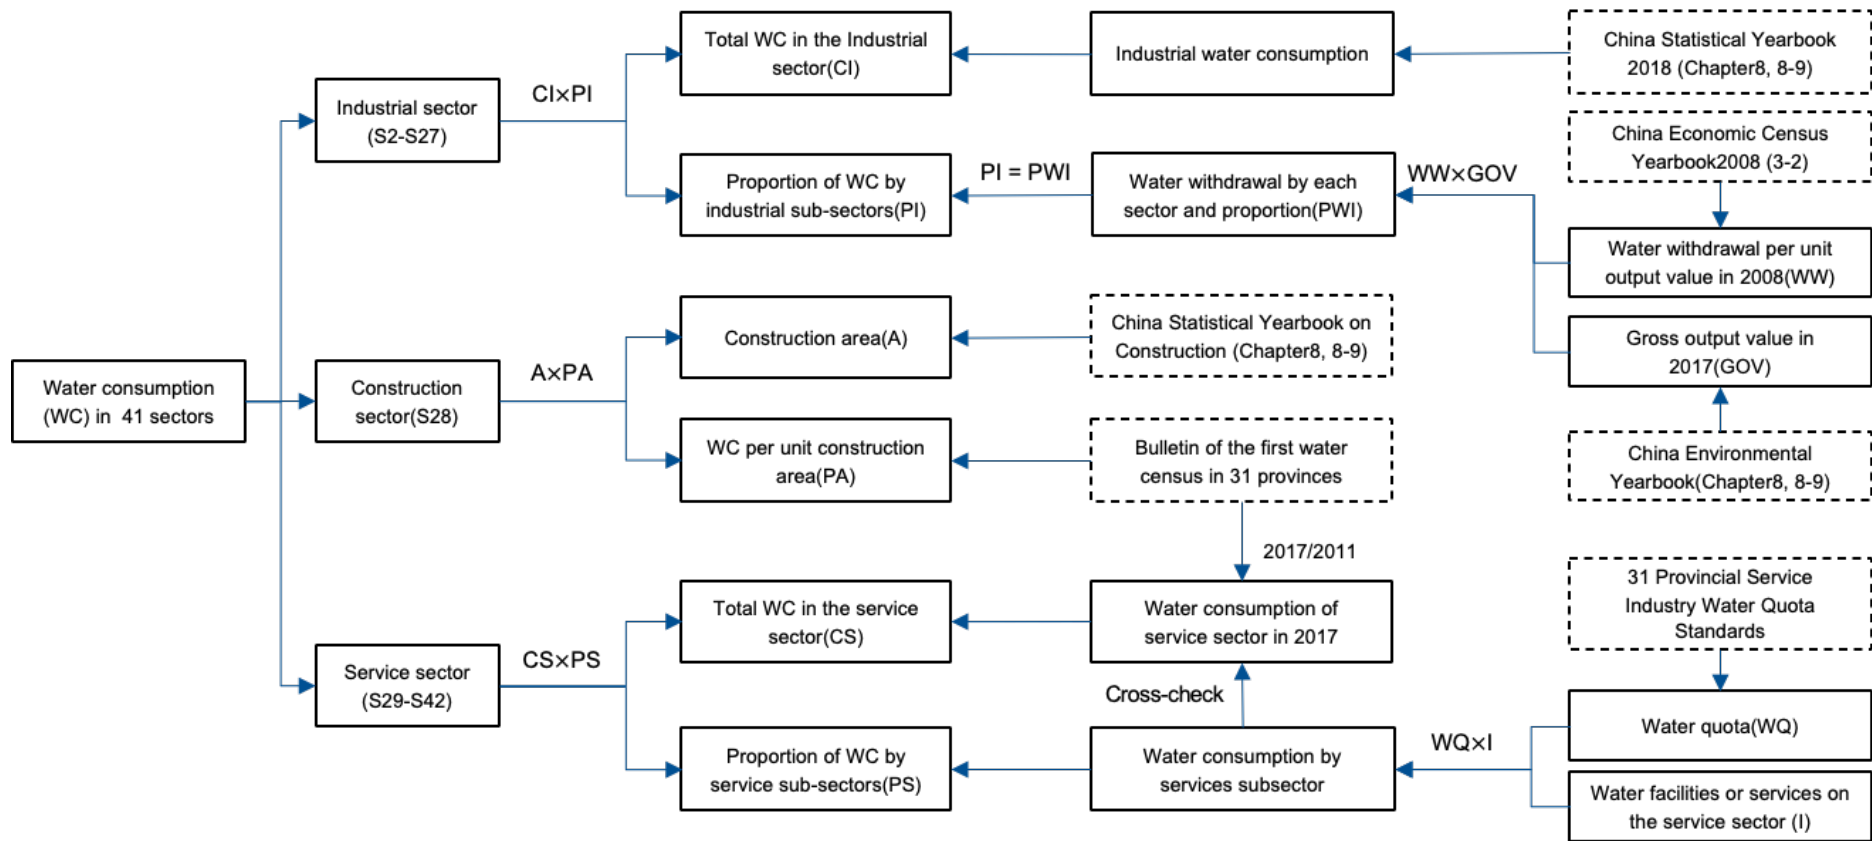 Total WC in the Industrial
sector(CI)
Industrial water consumption
China Statistical Yearbook
2018 (Chapter8, 8-9)
Industrial sector
(S2-S27)
CI×PI
China Economic Census
Yearbook2008 (3-2)
Proportion of WC by
industrial sub-sectors(PI)
PI = PWI
Water withdrawal by each
sector and proportion(PWI)
WW×GOV
Water withdrawal per unit
output value in 2008(WW)
Construction area(A)
China Statistical Yearbook on
Construction (Chapter8, 8-9)
Gross output value in
2017(GOV)
Water consumption
(WC) in 41 sectors
Construction
sector(S28)
A×PA
WC per unit construction
area(PA)
Bulletin of the first water
census in 31 provinces
China Environmental
Yearbook(Chapter8, 8-9)
2017/2011
Total WC in the service
sector(CS)
Water consumption of
service sector in 2017
31 Provincial Service
Industry Water Quota
Standards
Service sector
(S29-S42)
CS×PS
Cross-check
Proportion of WC by
service sub-sectors(PS)
Water consumption by
services subsector
WQ×I
Water quota(WQ)
Water facilities or services on
the service sector (I)